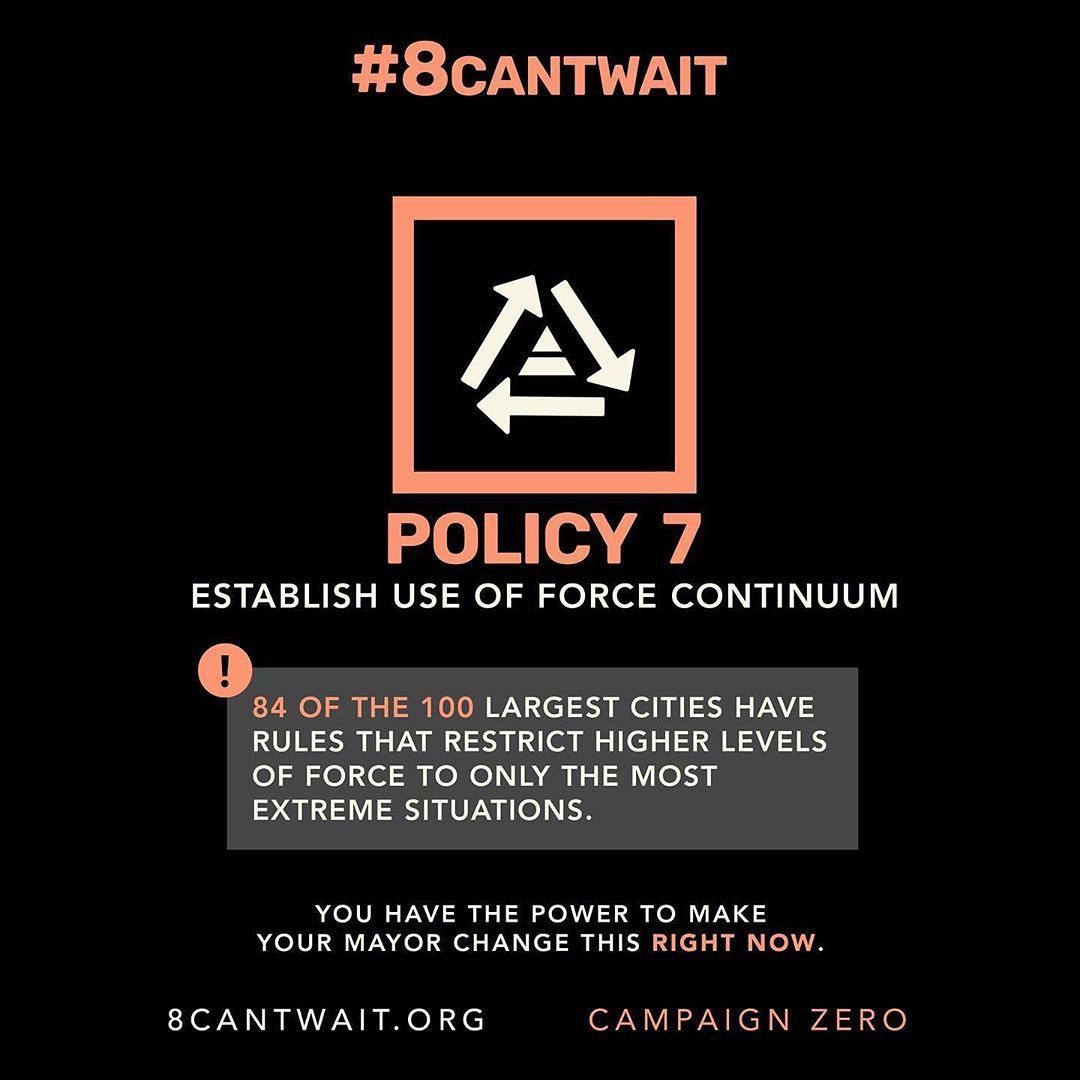 #8CANTWAIT
POLICY 7
ESTABLISH USE OF FORCE CONTINUUM
!
84 OF THE 100 LARGEST CITIES HAVE
RULES THAT RESTRICT HIGHER LEVELS
OF FORCE TO ONLY THE MOST
EXTREME SITUATIONS.
YOU HAVE THE POWER TO MAKE
YOUR MAYOR CHANGE THIS RIGHT NOW.
8CANTWAIT.ORG
CAMPAIGN ZERO